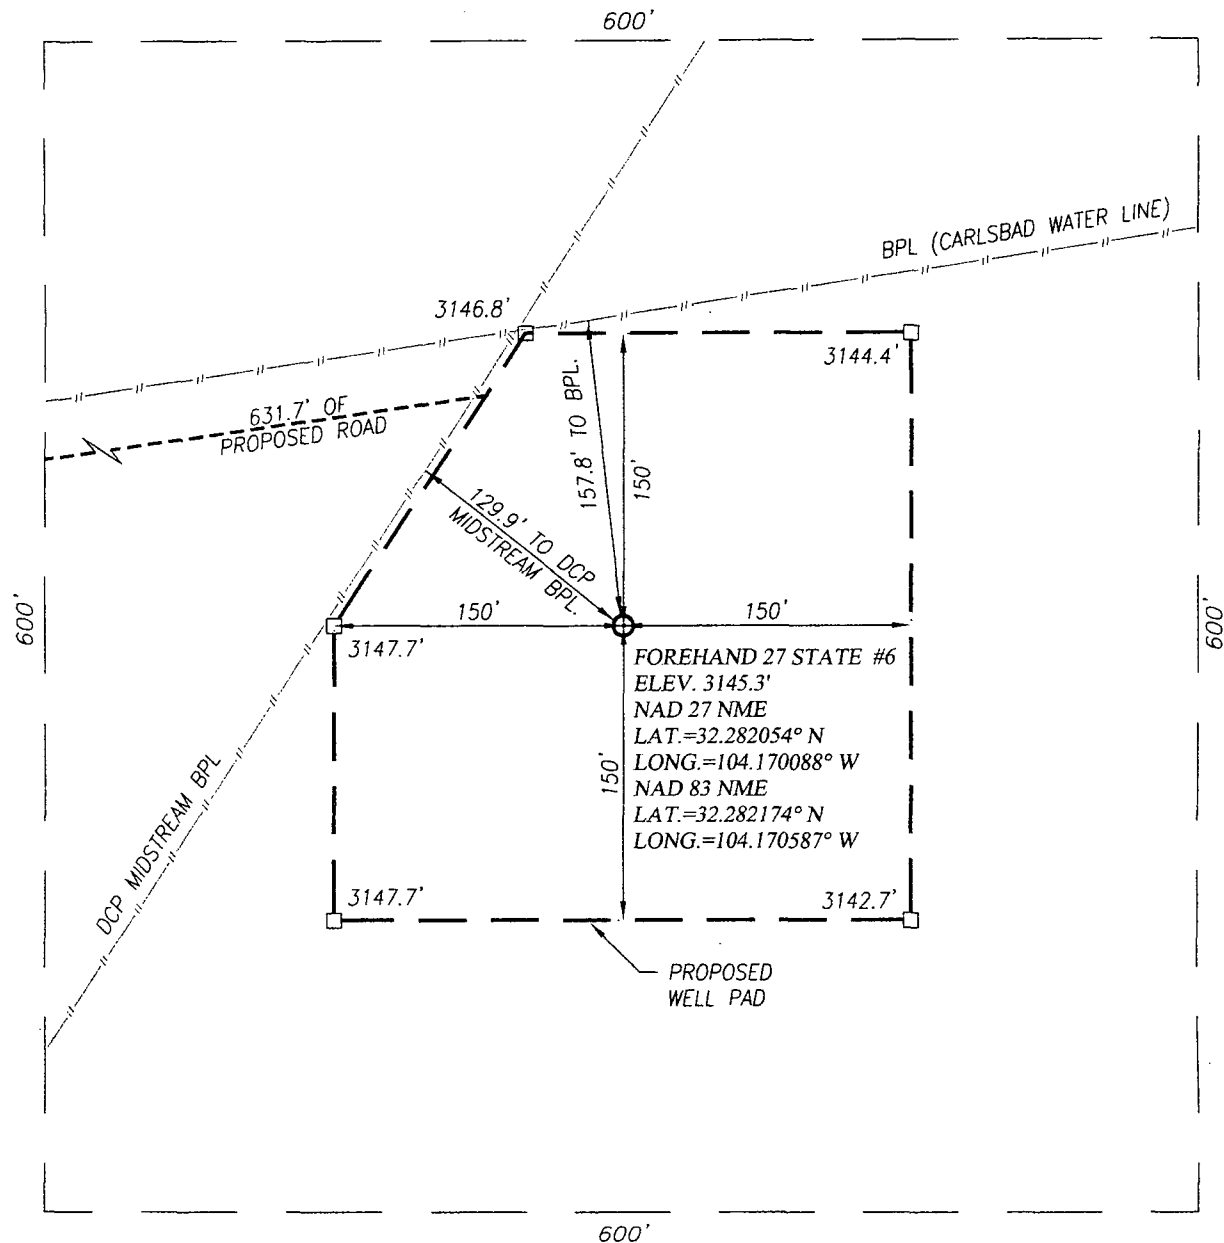 600'
BPL (CARLSBAD WATER LINE)
3146.8'
3144.4'
631.7' OF
PROPOSED ROAD
157.8' TO BPL.
150'
129.9' TO DCP
MIDSTREAM BPL.
600'
150'
150'
600'
3147.7'
FOREHAND 27 STATE #6
ELEV. 3145.3'
NAD 27 NME
LAT.=32.282054° N
LONG.=104.170088° W
NAD 83 NME
LAT.=32.282174° N
LONG.=104.170587° W
150'
DCP MIDSTREAM BPL
3147.7'
3142.7'
PROPOSED
WELL PAD
600'